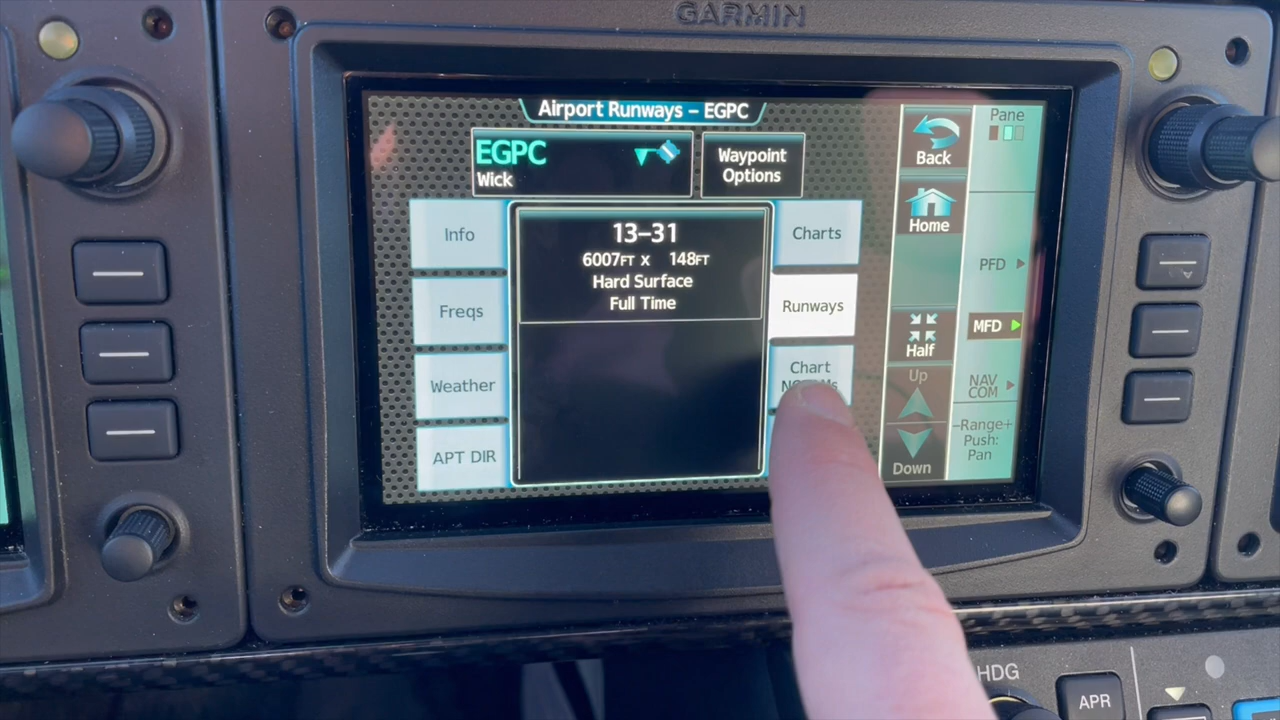 GARMIN
Airport Runways – EGPC
EGPC
Wick
Waypoint
Options
Back
Pane
Home
Info
Freqs
Weather
APT DIR
13–31
6007FT x 148FT
Hard Surface
Full Time
Charts
Runways
Chart
PFD
MFD
Half
Up
Down
NAV
COM
–Range+
Push:
Pan
HDG
APR